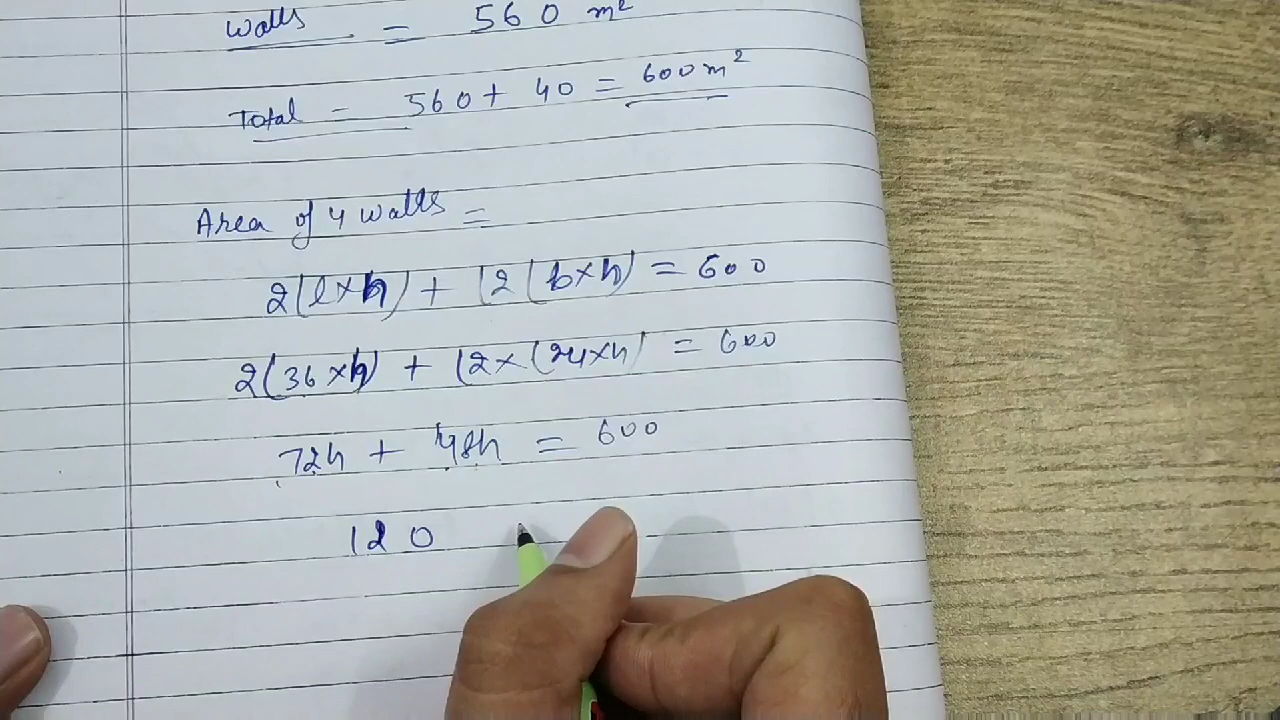 Walls = 560 m²
Total = 560 + 40 = 600 m²
Area of 4 walls =
2(l×h) + (2(b×h) = 600
2(36×h) + (2×(24×h) = 600
72h + 48h = 600
120